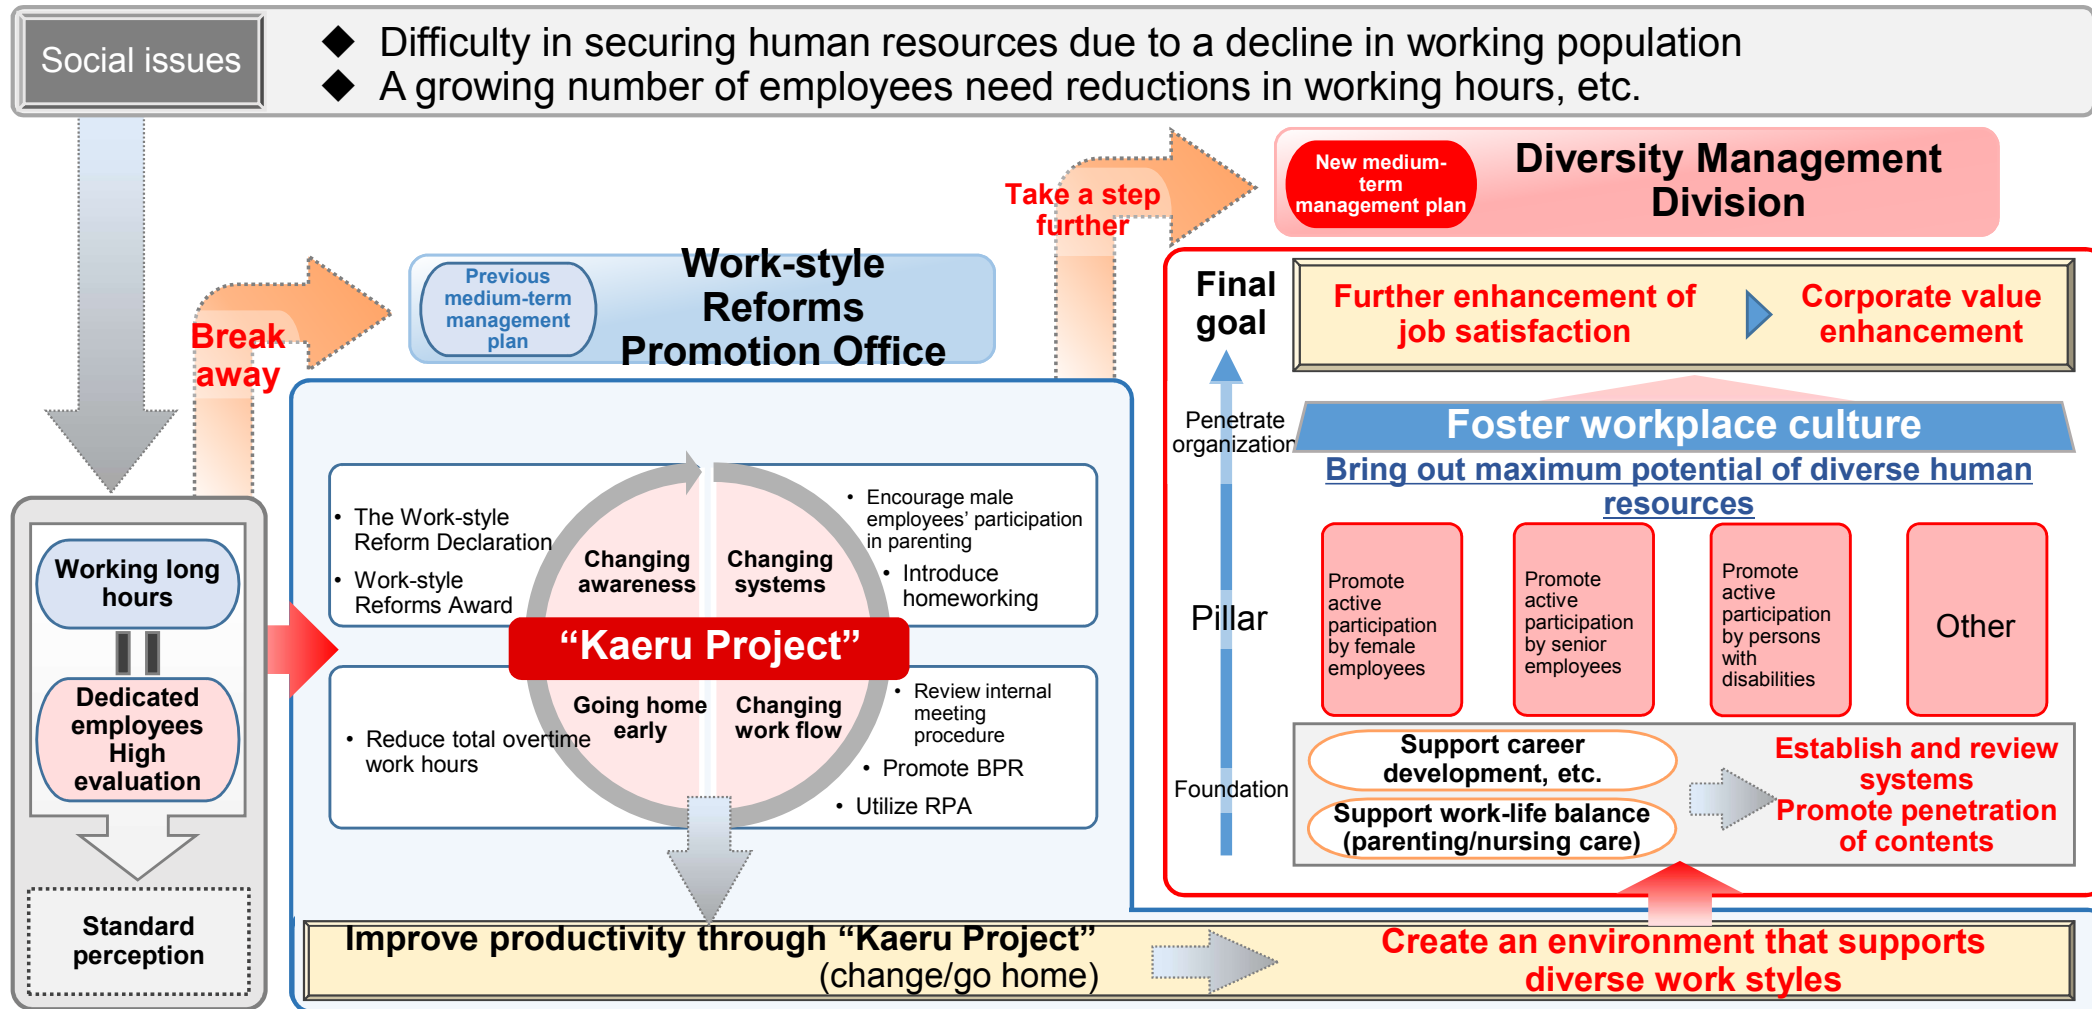 Social issues
◆ Difficulty in securing human resources due to a decline in working population
◆ A growing number of employees need reductions in working hours, etc.
Break
away
Previous
medium-term
management
plan
Work-style
Reforms
Promotion Office
Take a step
further
New medium-
term
management plan
Diversity Management
Division
Working long
hours
Dedicated
employees
High
evaluation
Standard
perception
• The Work-style
Reform Declaration
• Work-style
Reforms Award
Changing
awareness
Changing
systems
• Encourage male
employees’ participation
in parenting
• Introduce
homeworking
“Kaeru Project”
• Reduce total overtime
work hours
Going home
early
Changing
work flow
• Review internal
meeting
procedure
• Promote BPR
• Utilize RPA
Final
goal
Further enhancement of
job satisfaction
Corporate value
enhancement
Penetrate
organization
Foster workplace culture
Bring out maximum potential of diverse human
resources
Pillar
Promote
active
participation
by female
employees
Promote
active
participation
by senior
employees
Promote
active
participation
by persons
with
disabilities
Other
Foundation
Support career
development, etc.
Support work-life balance
(parenting/nursing care)
Establish and review
systems
Promote penetration
of contents
Improve productivity through “Kaeru Project”
(change/go home)
Create an environment that supports
diverse work styles